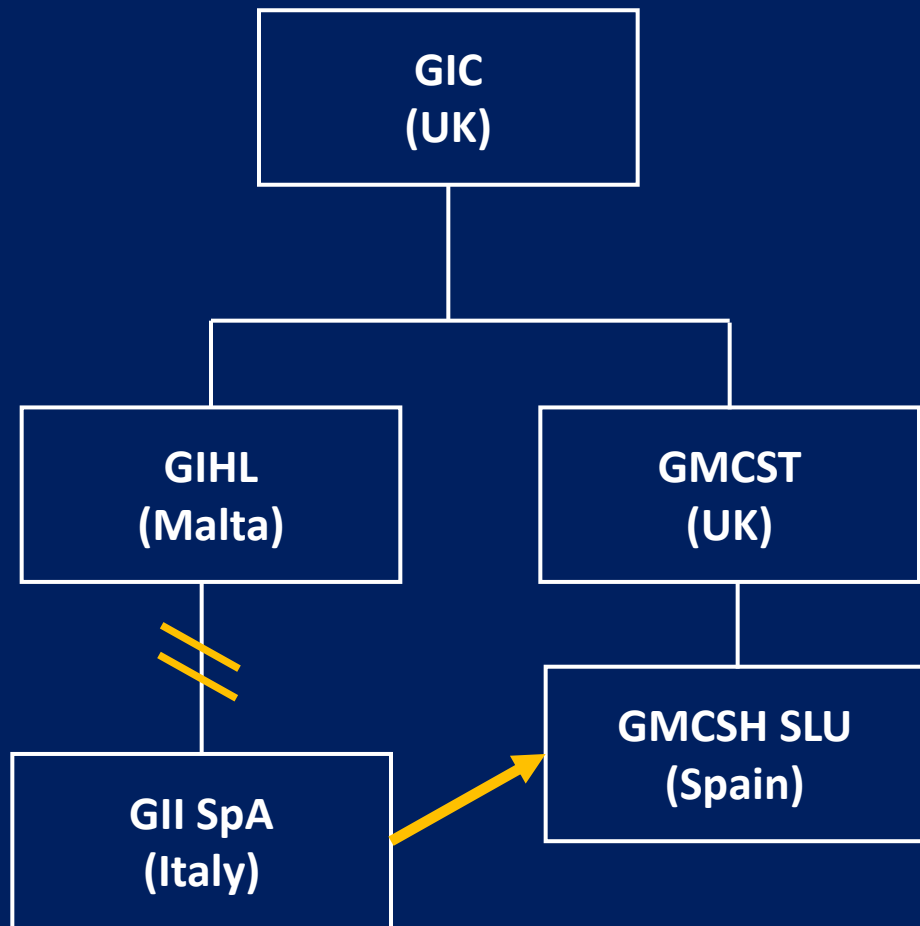 GIC
(UK)
GIHL
(Malta)
GMCST
(UK)
GMCSH SLU
(Spain)
GII SpA
(Italy)